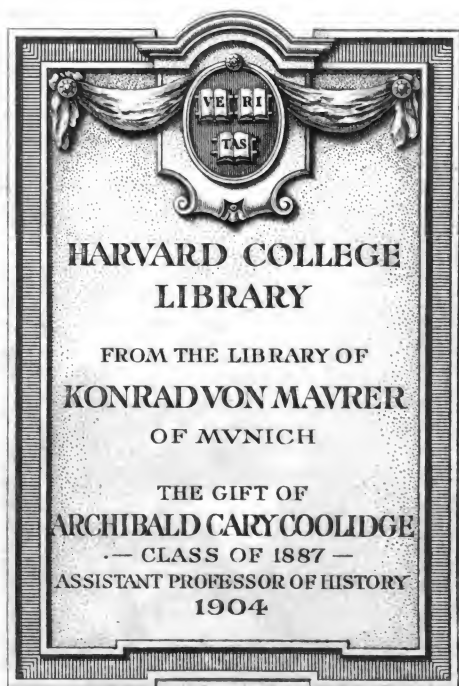 VE RI
TAS
HARVARD COLLEGE
LIBRARY
FROM THE LIBRARY OF
KONRAD VON MAVRER
OF MVNICH
THE GIFT OF
ARCHIBALD CARY COOLIDGE
·— CLASS OF 1887 —
ASSISTANT PROFESSOR OF HISTORY
1904